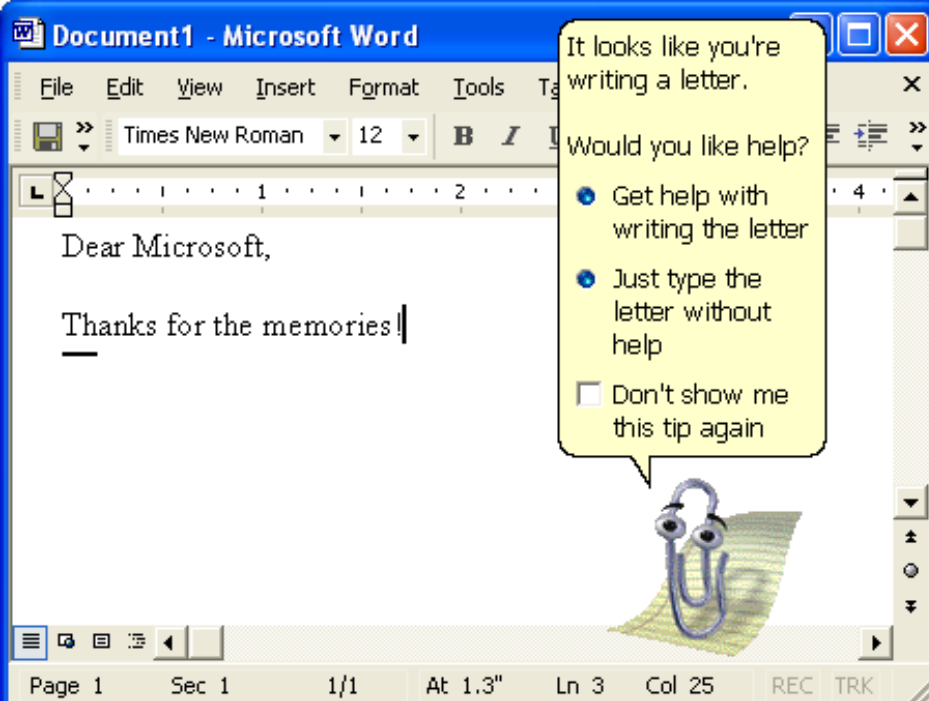 Document1 - Microsoft Word
File Edit View Insert Format Tools
Times New Roman 12 B I U
1 2 4
Dear Microsoft,
Thanks for the memories!
It looks like you're
writing a letter.
Would you like help?
Get help with
writing the letter
Just type the
letter without
help
Don't show me
this tip again
Page 1 Sec 1 1/1 At 1.3" Ln 3 Col 25 REC TRK